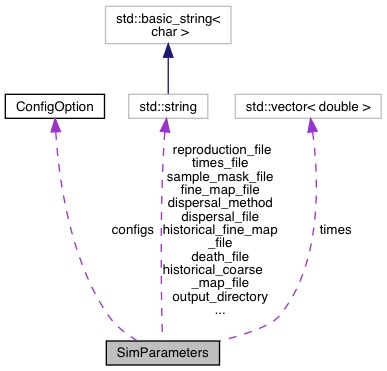 std::basic_string<
char >
ConfigOption
std::string
std::vector< double >
reproduction_file
times_file
sample_mask_file
fine_map_file
dispersal_method
dispersal_file
historical_fine_map
_file
death_file
historical_coarse
_map_file
output_directory
...
configs
times
SimParameters